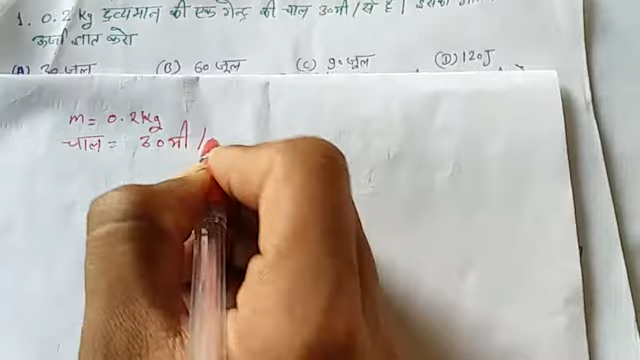 1. 0.2 kg द्रव्यमान की एक गेन्द की चाल 30मी/से है। इसकी
ऊर्जा ज्ञात करो
(A) 30 जूल (B) 60 जूल (C) 90 जूल (D) 120J
m = 0.2kg
चाल = 30मी/